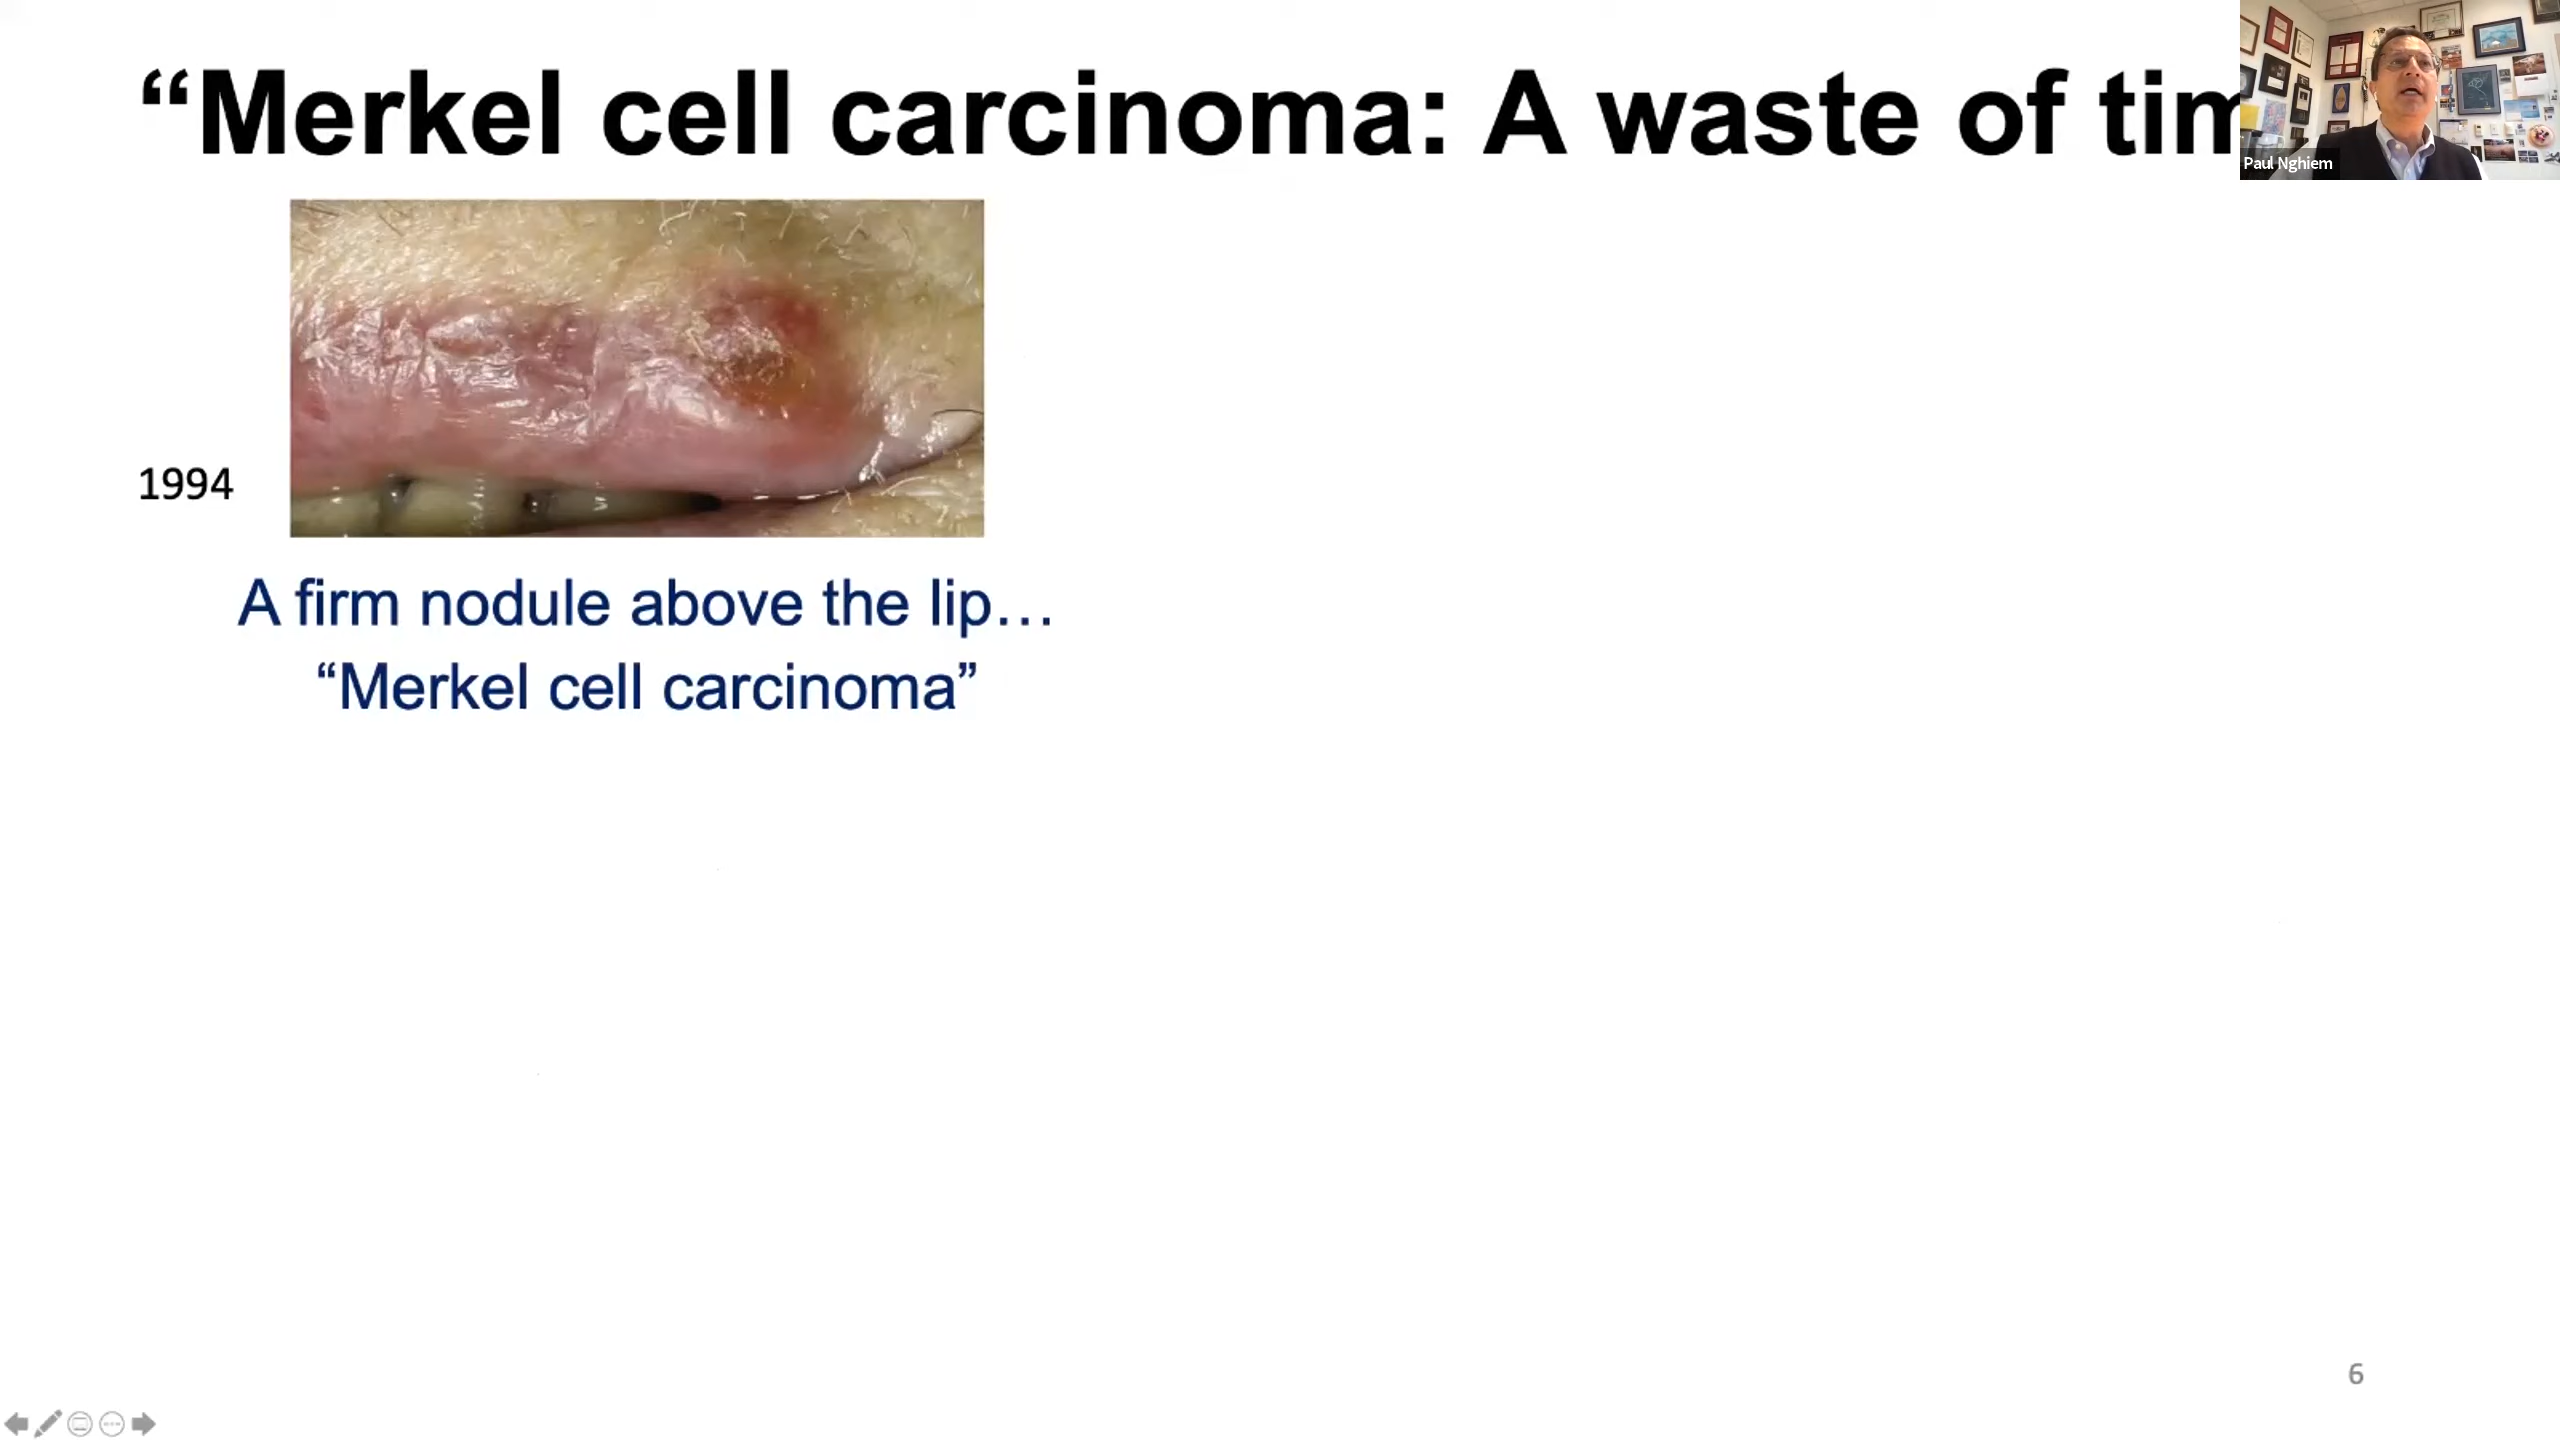 “Merkel cell carcinoma: A waste of tim
Paul Nghiem
1994
A firm nodule above the lip…
“Merkel cell carcinoma”
6